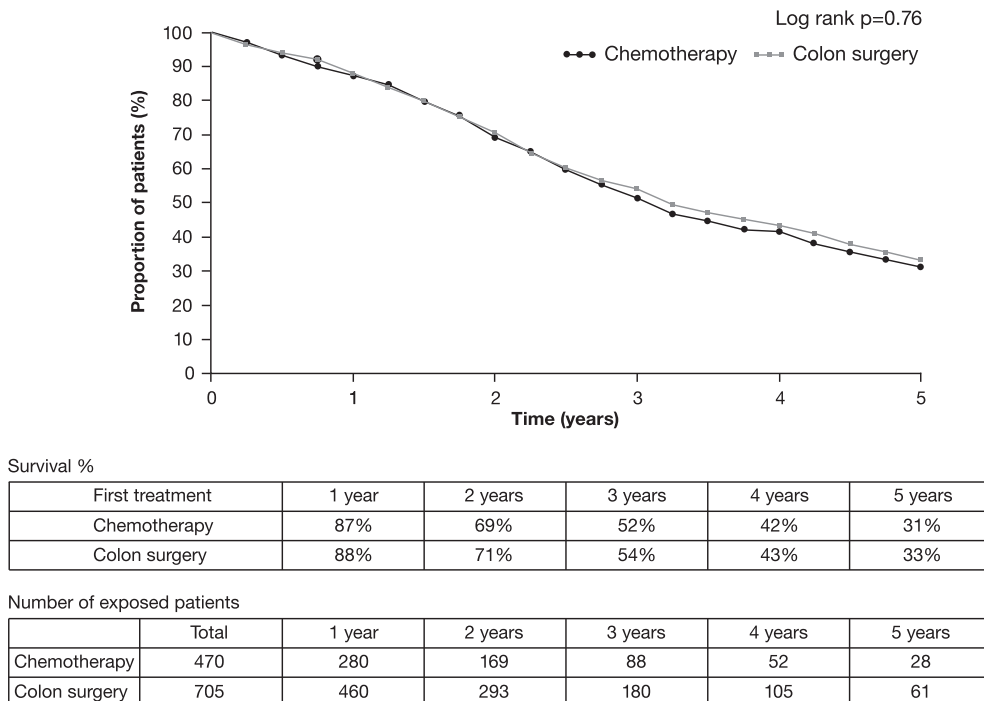 Log rank p=0.76
Chemotherapy Colon surgery
Proportion of patients (%)
100
90
80
70
60
50
40
30
20
10
0
0 1 2 3 4 5
Time (years)
Survival %
First treatment 1 year 2 years 3 years 4 years 5 years
Chemotherapy 87% 69% 52% 42% 31%
Colon surgery 88% 71% 54% 43% 33%
Number of exposed patients
Total 1 year 2 years 3 years 4 years 5 years
Chemotherapy 470 280 169 88 52 28
Colon surgery 705 460 293 180 105 61